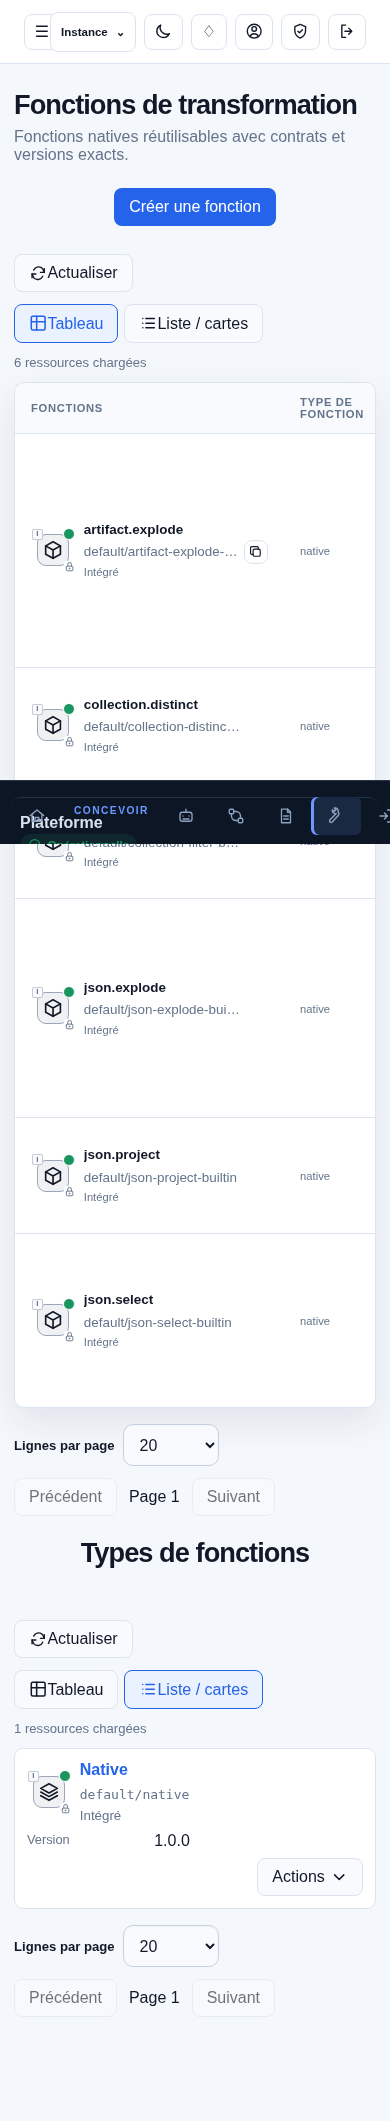 Instance
Fonctions de transformation
Fonctions natives réutilisables avec contrats et
versions exacts.
Créer une fonction
Actualiser
Tableau
Liste / cartes
6 ressources chargées
FONCTIONS
TYPE DE
FONCTION
artifact.explode
default/artifact-explode-…
Intégré
native
collection.distinct
default/collection-distinc…
Intégré
native
CONCEVOIR
Plateforme
default/collection-filter-b…
Intégré
native
json.explode
default/json-explode-bui…
Intégré
native
json.project
default/json-project-builtin
Intégré
native
json.select
default/json-select-builtin
Intégré
native
Lignes par page
20
Précédent
Page 1
Suivant
Types de fonctions
Actualiser
Tableau
Liste / cartes
1 ressources chargées
Native
default/native
Intégré
Version
1.0.0
Actions
Lignes par page
20
Précédent
Page 1
Suivant